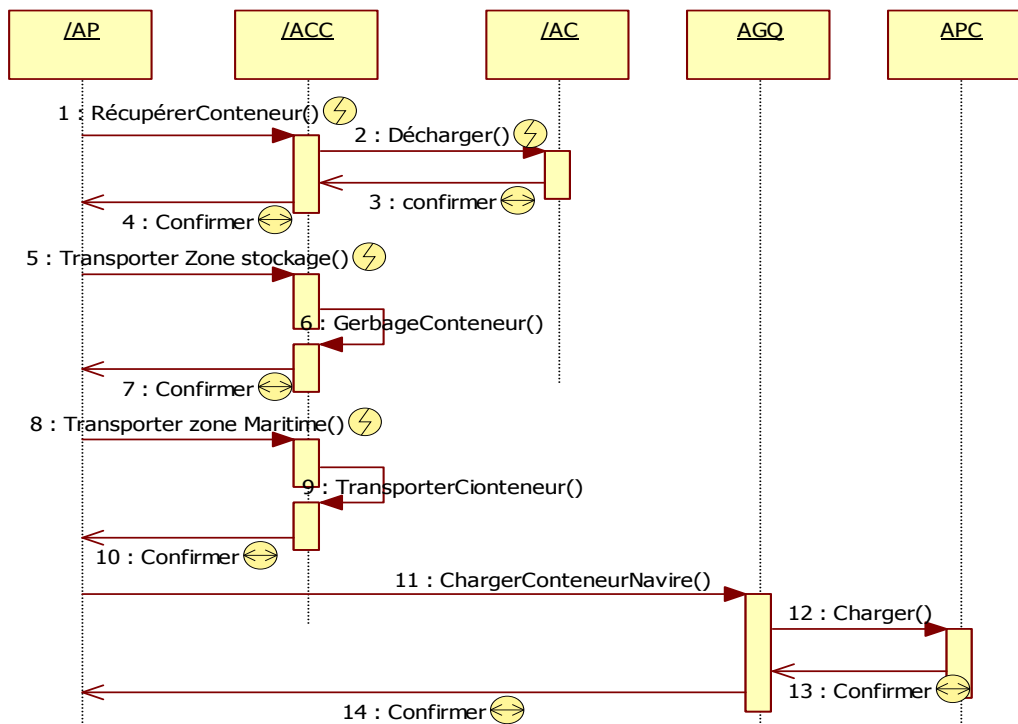 /AP
/ACC
/AC
AGQ
APC
1 : RécupérerConteneur()
2 : Décharger()
3 : confirmer
4 : Confirmer
5 : Transporter Zone stockage()
6 : GerbageConteneur()
7 : Confirmer
8 : Transporter zone Maritime()
9 : TransporterCionteneur()
10 : Confirmer
11 : ChargerConteneurNavire()
12 : Charger()
13 : Confirmer
14 : Confirmer